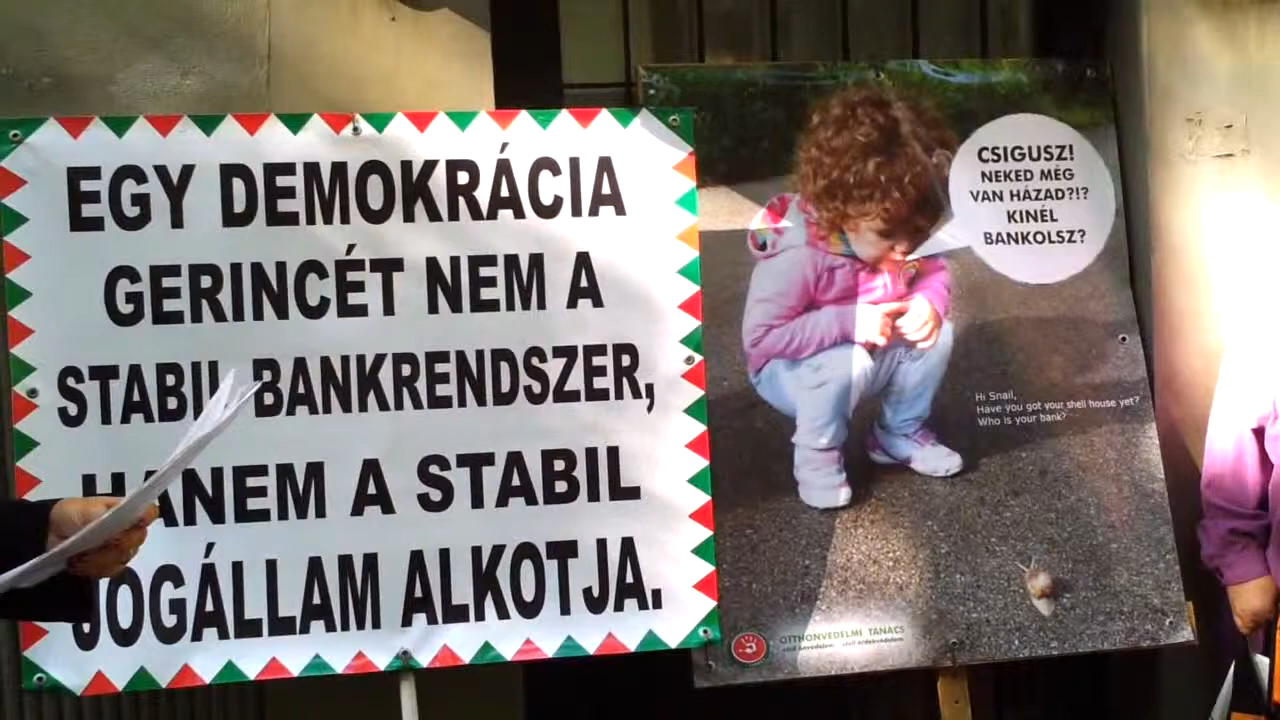 EGY DEMOKRÁCIA
GERINCÉT NEM A
STABIL BANKRENDSZER,
HANEM A STABIL
JOGÁLLAM ALKOTJA.
CSIGUSZ!
NEKED MÉG
VAN HÁZAD?!?
KINÉL
BANKOLSZ?
Hi Snail,
Have you got your shell house yet?
Who is your bank?
OTTHONVÉDELMI TANÁCS